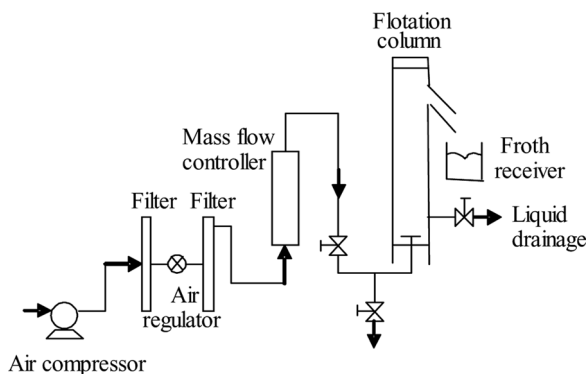 Flotation
column
Mass flow
controller
Froth
receiver
Filter
Filter
Liquid
drainage
Air
regulator
Air compressor